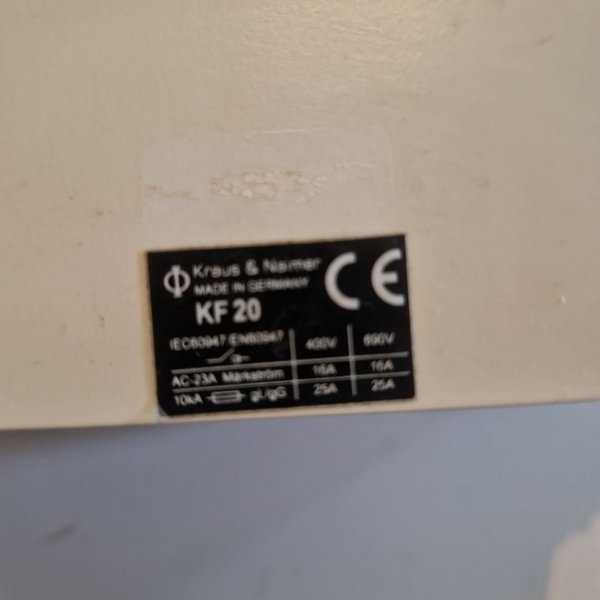 Kraus & Naimer
MADE IN GERMANY
CE
KF 20
IEC60947 EN60947 400V 690V
AC-23A Märkström 16A 16A
10kA gL/gG 25A 25A